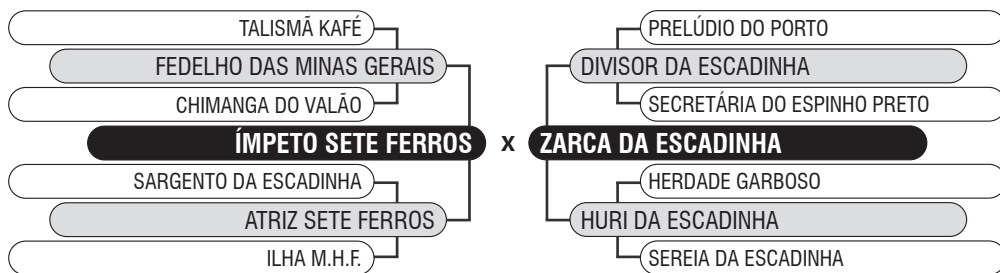 TALISMÃ KAFÉ
PRELÚDIO DO PORTO
FEDELHO DAS MINAS GERAIS
DIVISOR DA ESCADINHA
CHIMANGA DO VALÃO
SECRETÁRIA DO ESPINHO PRETO
ÍMPETO SETE FERROS x ZARCA DA ESCADINHA
SARGENTO DA ESCADINHA
HERDADE GARBOSO
ATRIZ SETE FERROS
HURI DA ESCADINHA
ILHA M.H.F.
SEREIA DA ESCADINHA